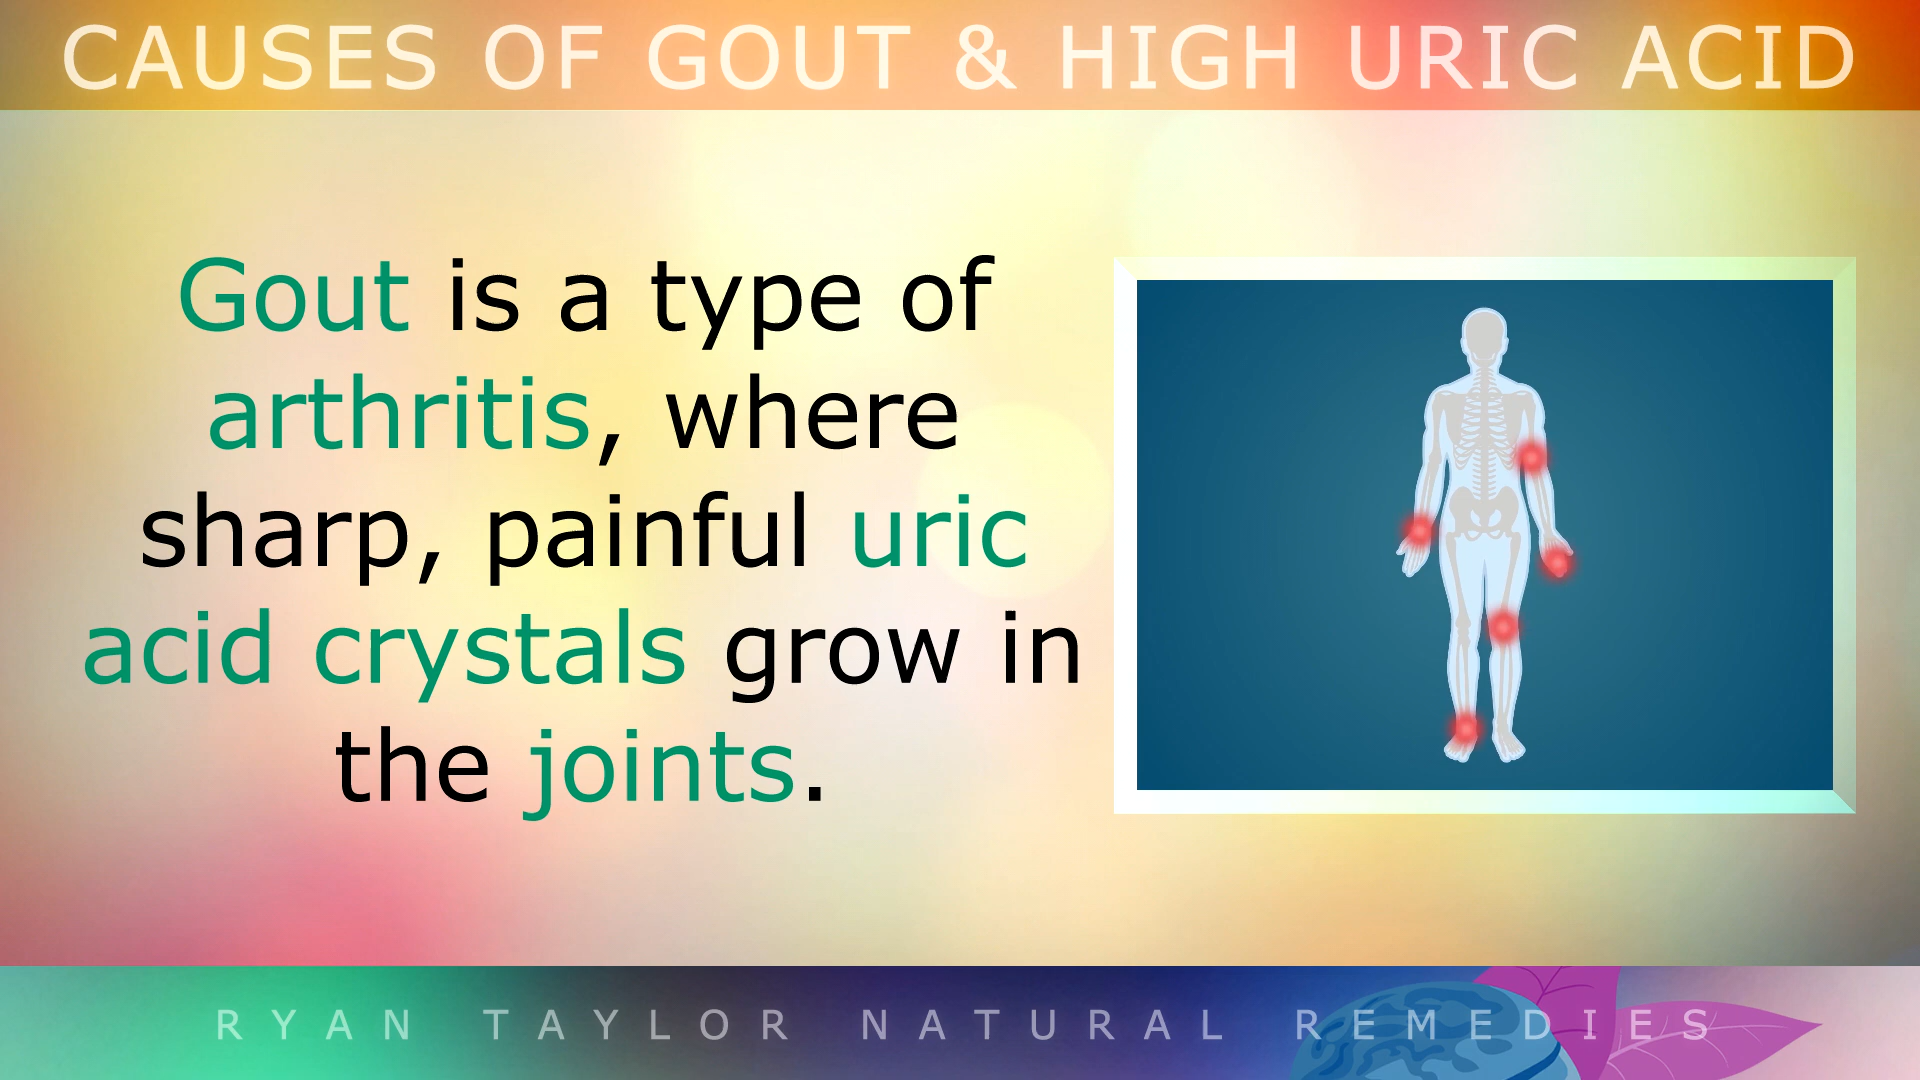 CAUSES OF GOUT & HIGH URIC ACID
Gout is a type of
arthritis, where
sharp, painful uric
acid crystals grow in
the joints.
RYAN TAYLOR NATURAL REMEDIES